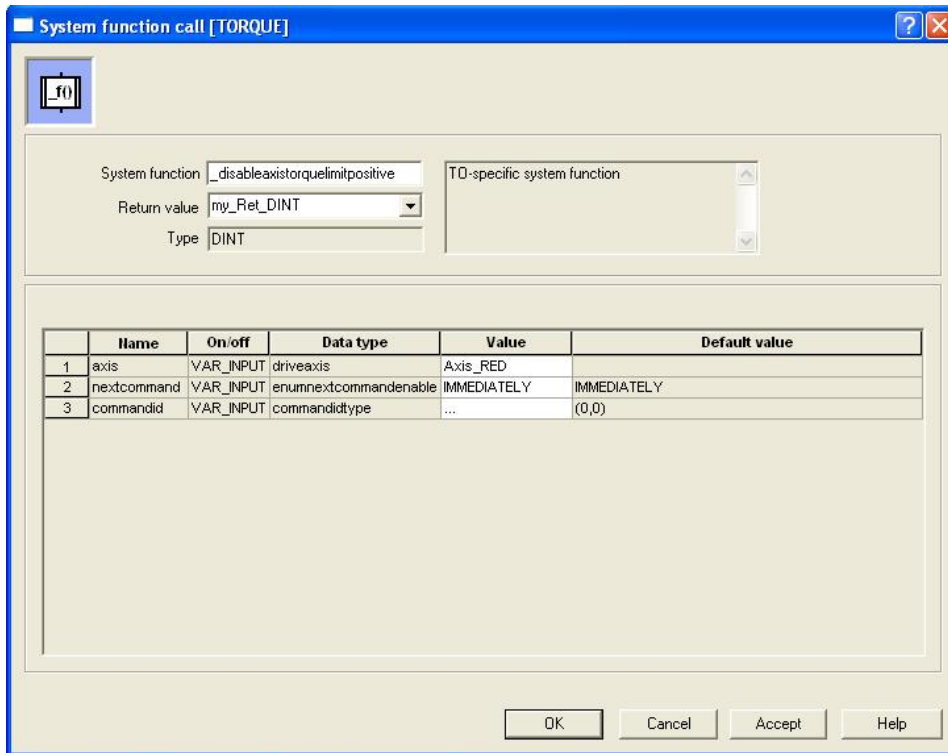 System function call [TORQUE]
_f()
System function _disableaxistorquelimitpositive
TO-specific system function
Return value my_Ret_DINT
Type DINT
Name On/off Data type Value Default value
1 axis VAR_INPUT driveaxis Axis_RED
2 nextcommand VAR_INPUT enumnextcommandenable IMMEDIATELY IMMEDIATELY
3 commandid VAR_INPUT commandidtype ... (0,0)
OK Cancel Accept Help